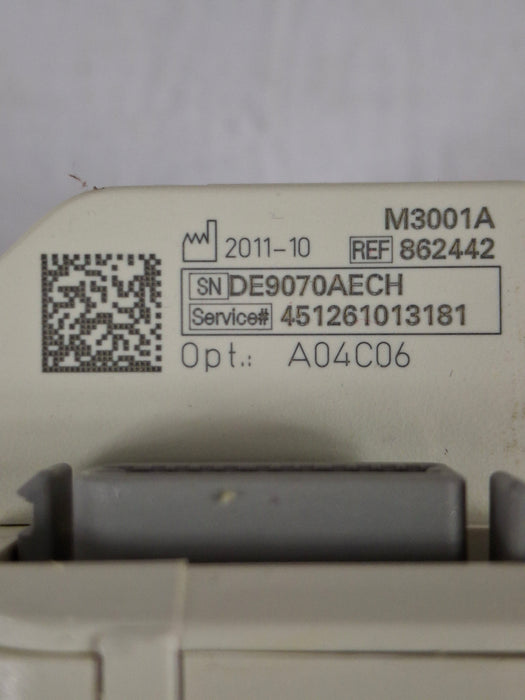 M3001A
2011-10 REF 862442
SN DE9070AECH
Service# 451261013181
Opt.: A04C06